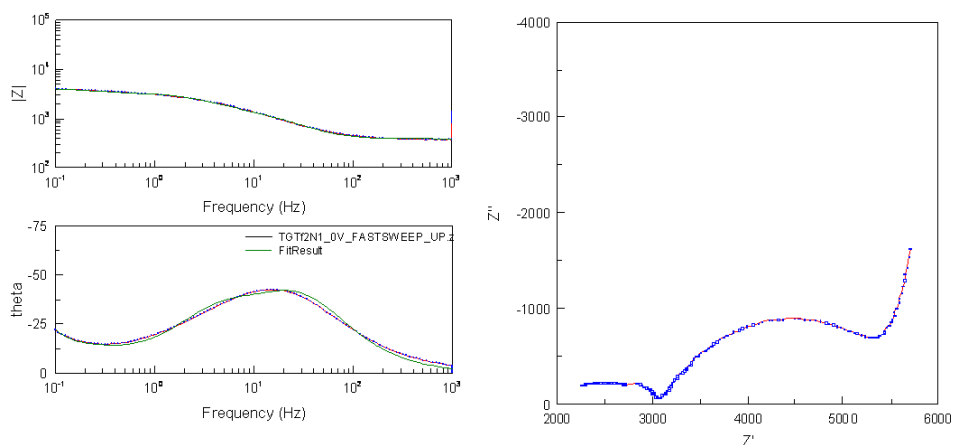 10⁵
10⁴
|Z|
10³
10²
10⁻¹ 10⁰ 10¹ 10² 10³
Frequency (Hz)
-75
TGTf2N1_0V_FASTSWEEP_UP.z
FitResult
-50
theta
-25
0
10⁻¹ 10⁰ 10¹ 10² 10³
Frequency (Hz)
-4000
-3000
Z''
-2000
-1000
0
2000 3000 4000 5000 6000
Z'